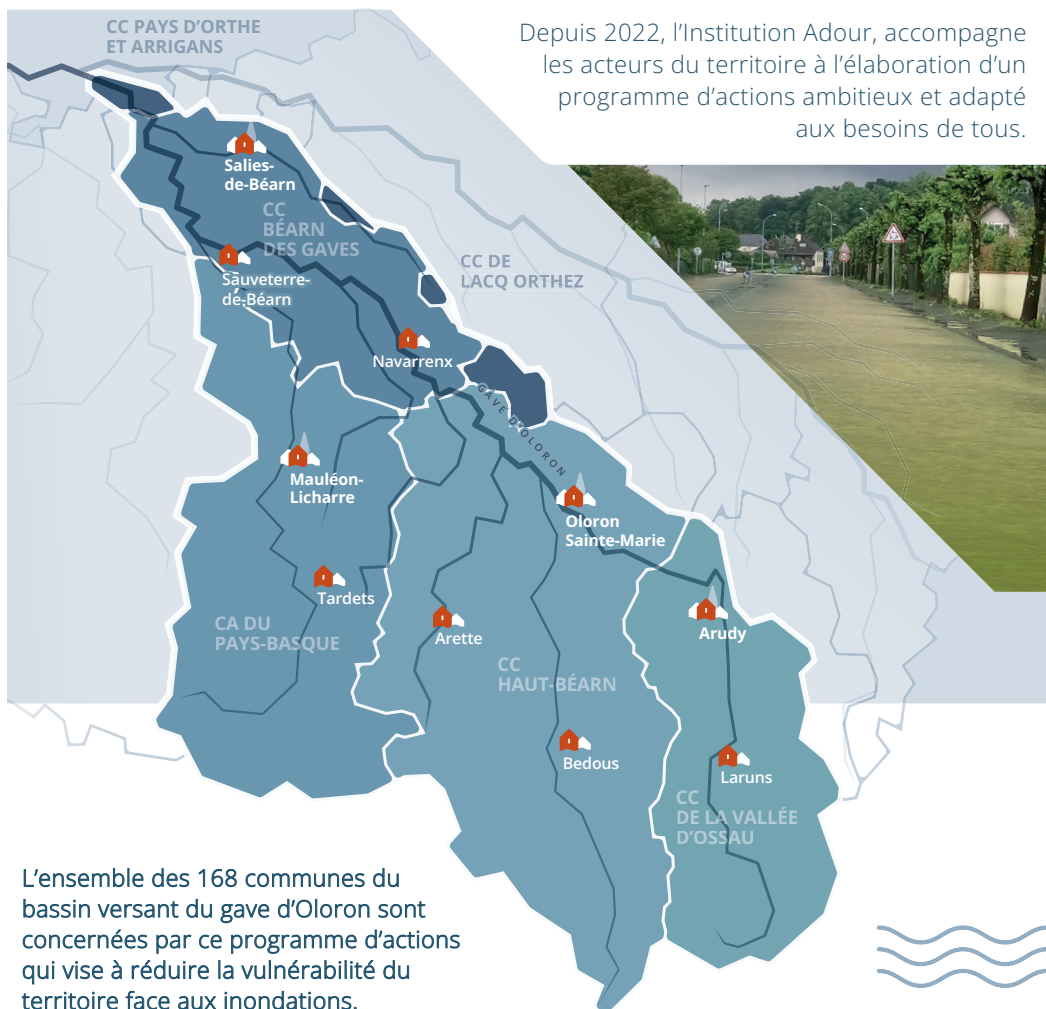 CC PAYS D’ORTHE
ET ARRIGANS
Depuis 2022, l’Institution Adour, accompagne
les acteurs du territoire à l’élaboration d’un
programme d’actions ambitieux et adapté
aux besoins de tous.
Salies-
de-Béarn
CC
BÉARN
DES GAVES
CC DE
LACQ ORTHEZ
Sauveterre-
de-Béarn
Navarrenx
GAVE D’OLORON
Mauléon-
Licharre
Oloron
Sainte-Marie
Tardets
CA DU
PAYS-BASQUE
Arette
Arudy
CC
HAUT-BÉARN
Bedous
Laruns
CC
DE LA VALLÉE
D’OSSAU
L’ensemble des 168 communes du
bassin versant du gave d’Oloron sont
concernées par ce programme d’actions
qui vise à réduire la vulnérabilité du
territoire face aux inondations.